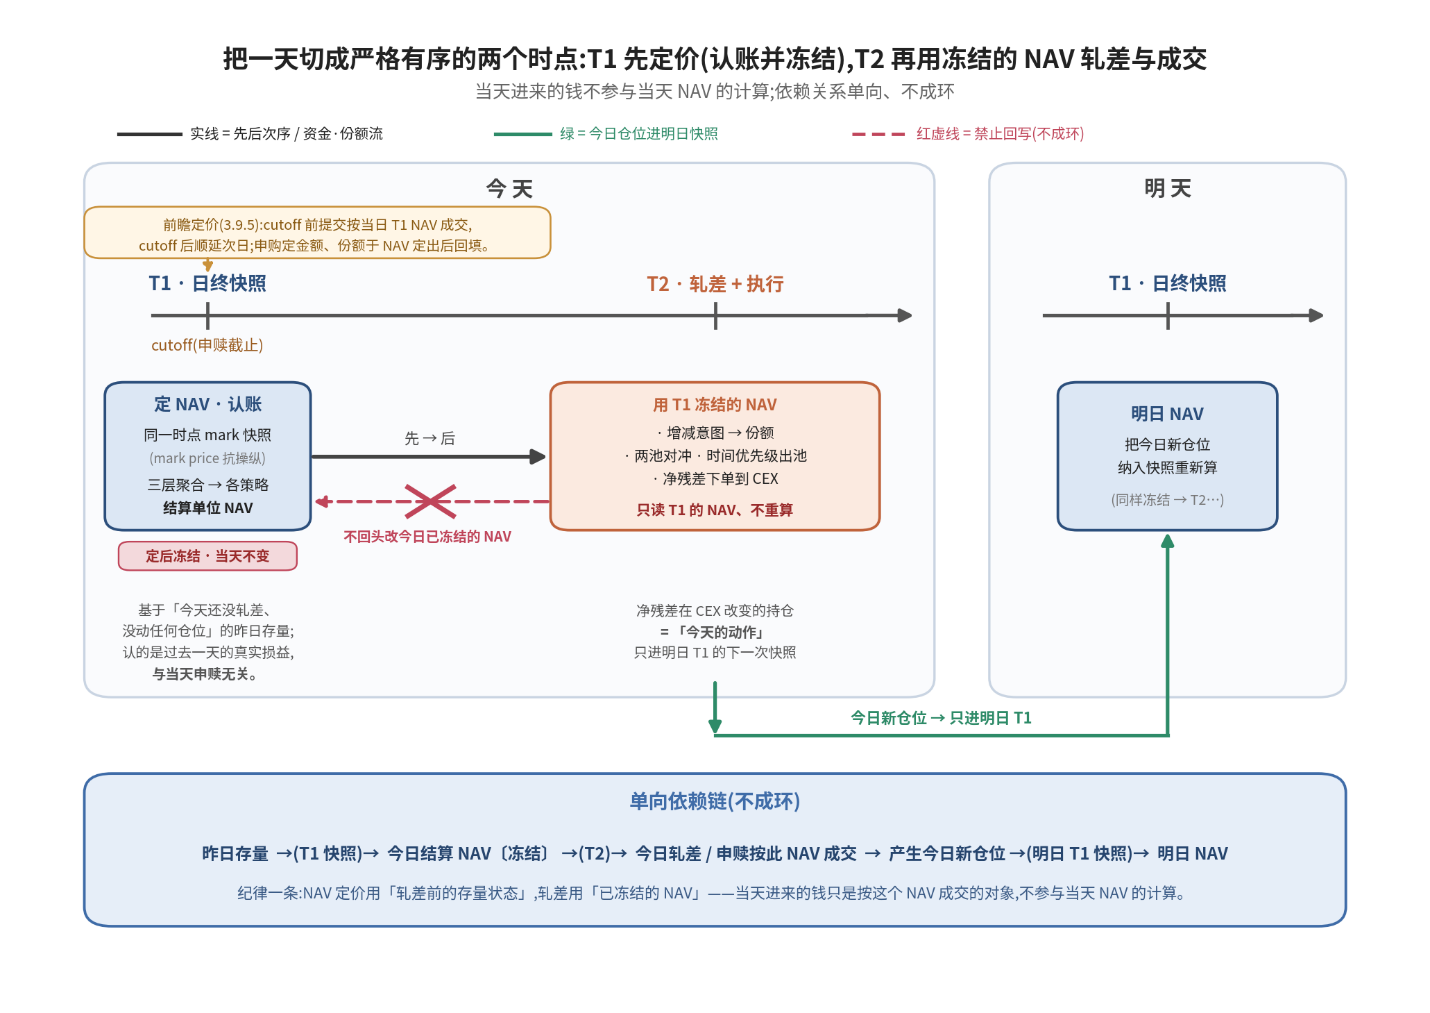 把一天切成严格有序的两个时点:T1 先定价(认账并冻结),T2 再用冻结的 NAV 轧差与成交
当天进来的钱不参与当天 NAV 的计算;依赖关系单向、不成环
实线 = 先后次序 / 资金·份额流
绿 = 今日仓位进明日快照
红虚线 = 禁止回写(不成环)
今 天
前瞻定价(3.9.5):cutoff 前提交按当日 T1 NAV 成交,
cutoff 后顺延次日;申购定金额、份额于 NAV 定出后回填。
T1 · 日终快照
T2 · 轧差 + 执行
cutoff(申赎截止)
定 NAV · 认账
同一时点 mark 快照
(mark price 抗操纵)
三层聚合 → 各策略
结算单位 NAV
定后冻结 · 当天不变
先 → 后
不回头改今日已冻结的 NAV
用 T1 冻结的 NAV
· 增减意图 → 份额
· 两池对冲 · 时间优先级出池
· 净残差下单到 CEX
只读 T1 的 NAV、不重算
基于「今天还没轧差、
没动任何仓位」的昨日存量;
认的是过去一天的真实损益,
与当天申赎无关。
净残差在 CEX 改变的持仓
= 「今天的动作」
只进明日 T1 的下一次快照
明 天
T1 · 日终快照
明日 NAV
把今日新仓位
纳入快照重新算
(同样冻结 → T2⋯)
今日新仓位 → 只进明日 T1
单向依赖链(不成环)
昨日存量 →(T1 快照)→ 今日结算 NAV〔冻结〕 →(T2)→ 今日轧差 / 申赎按此 NAV 成交 → 产生今日新仓位 →(明日 T1 快照)→ 明日 NAV
纪律一条:NAV 定价用「轧差前的存量状态」,轧差用「已冻结的 NAV」——当天进来的钱只是按这个 NAV 成交的对象,不参与当天 NAV 的计算。